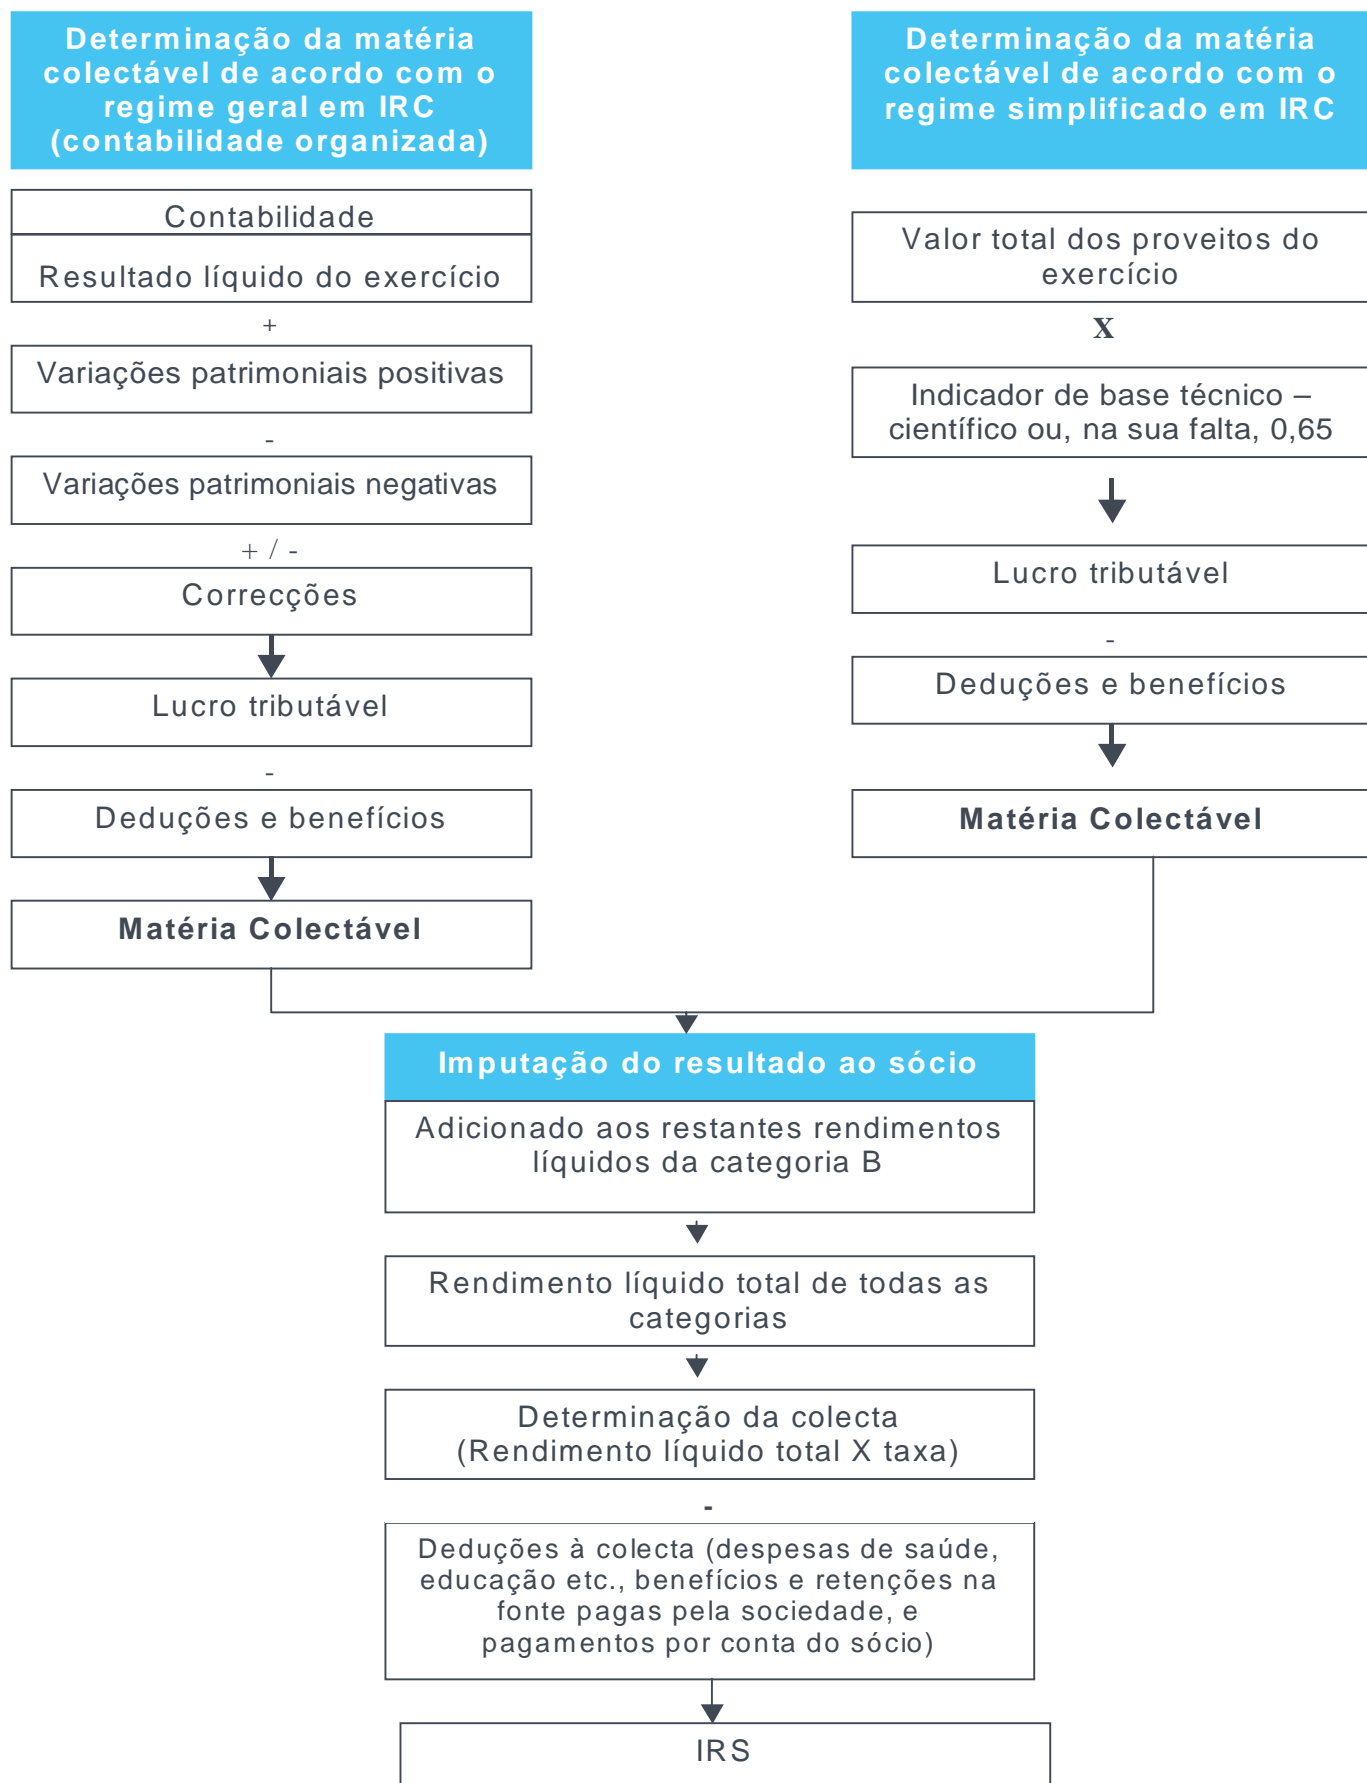 Determinação da matéria
colectável de acordo com o
regime geral em IRC
(contabilidade organizada)
Contabilidade
Resultado líquido do exercício
+
Variações patrimoniais positivas
-
Variações patrimoniais negativas
+ / -
Correcções
Lucro tributável
-
Deduções e benefícios
Matéria Colectável
Determinação da matéria
colectável de acordo com o
regime simplificado em IRC
Valor total dos proveitos do
exercício
X
Indicador de base técnico –
científico ou, na sua falta, 0,65
Lucro tributável
-
Deduções e benefícios
Matéria Colectável
Imputação do resultado ao sócio
Adicionado aos restantes rendimentos
líquidos da categoria B
Rendimento líquido total de todas as
categorias
Determinação da colecta
(Rendimento líquido total X taxa)
-
Deduções à colecta (despesas de saúde,
educação etc., benefícios e retenções na
fonte pagas pela sociedade, e
pagamentos por conta do sócio)
IRS